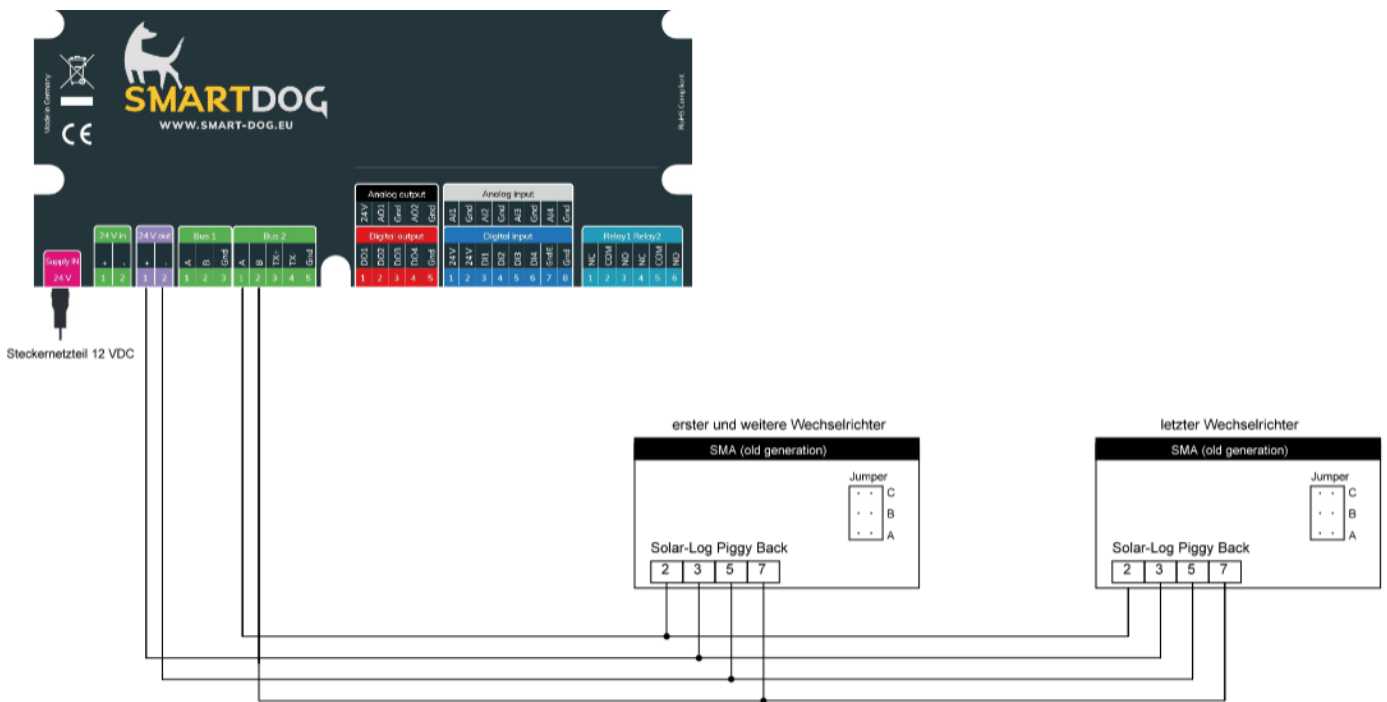 Made in Germany
CE
SMARTDOG
WWW.SMART-DOG.EU
RoHS Compliant
Analog output
Analog input
24V AO1 Gnd AO2 Gnd
AI1 Gnd AI2 Gnd AI3 Gnd AI4 Gnd
24V in
24V out
Bus 1
Bus 2
Digital output
Digital input
Relay1 Relay2
+ -
+ -
A B Gnd
A B TX- TX Gnd
DO1 DO2 DO3 DO4 Gnd
24V 24V DI1 DI2 DI3 DI4 Gnd
NC COM NO NC COM NO
Supply IN
24 V
1 2
1 2
1 2 3
1 2 3 4 5
1 2 3 4 5
1 2 3 4 5 6 7 8
1 2 3 4 5 6
Steckernetzteil 12 VDC
erster und weitere Wechselrichter
SMA (old generation)
Jumper
C
B
A
Solar-Log Piggy Back
2 3 5 7
letzter Wechselrichter
SMA (old generation)
Jumper
C
B
A
Solar-Log Piggy Back
2 3 5 7